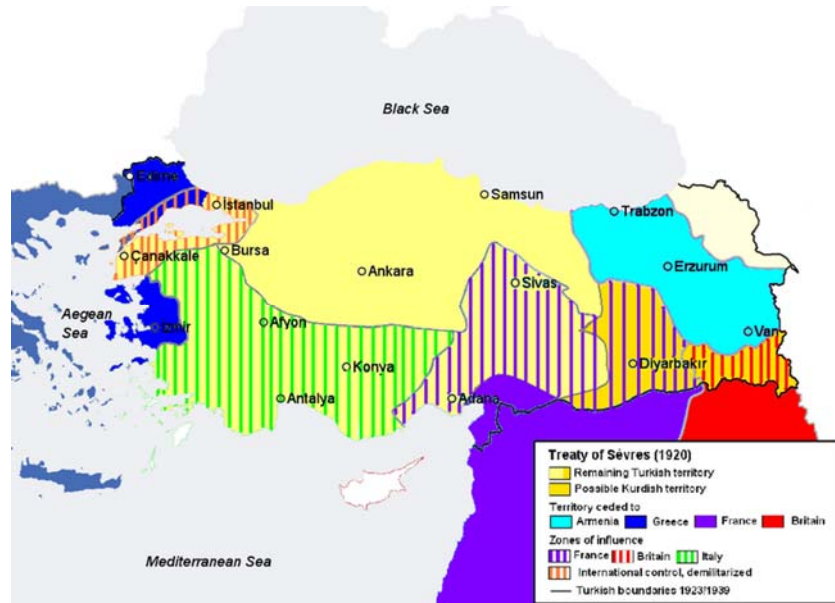 Black Sea
Edirne
Istanbul
Samsun
Trabzon
Çanakkale
Bursa
Ankara
Sivas
Erzurum
Aegean
Sea
Izmir
Afyon
Van
Konya
Diyarbakır
Antalya
Adana
Mediterranean Sea
Treaty of Sèvres (1920)
Remaining Turkish territory
Possible Kurdish territory
Territory ceded to
Armenia Greece France Britain
Zones of influence
France Britain Italy
International control, demilitarized
Turkish boundaries 1923/1939